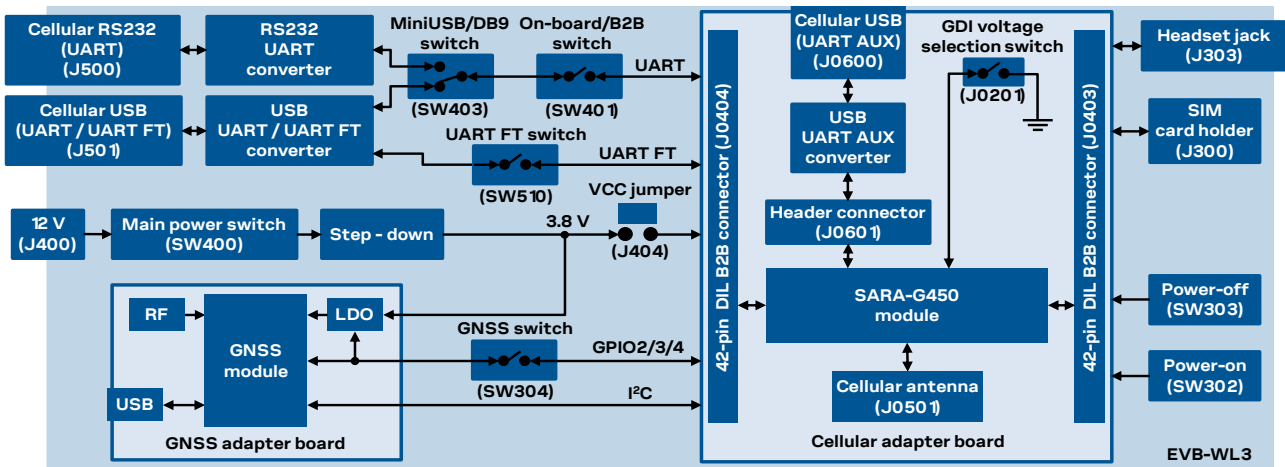 Cellular RS232
(UART)
(J500)
RS232
UART
converter
MiniUSB/DB9
switch
(SW403)
On-board/B2B
switch
(SW401)
UART
Cellular USB
(UART / UART FT)
(J501)
USB
UART / UART FT
converter
UART FT switch
(SW510)
UART FT
12 V
(J400)
Main power switch
(SW400)
Step - down
3.8 V
VCC jumper
(J404)
RF
GNSS
module
LDO
USB
GNSS switch
(SW304)
GPIO2/3/4
I²C
GNSS adapter board
42-pin DIL B2B connector (J0404)
Cellular USB
(UART AUX)
(J0600)
USB
UART AUX
converter
Header connector
(J0601)
GDI voltage
selection switch
(J0201)
SARA-G450
module
Cellular antenna
(J0501)
Cellular adapter board
42-pin DIL B2B connector (J0403)
Headset jack
(J303)
SIM
card holder
(J300)
Power-off
(SW303)
Power-on
(SW302)
EVB-WL3